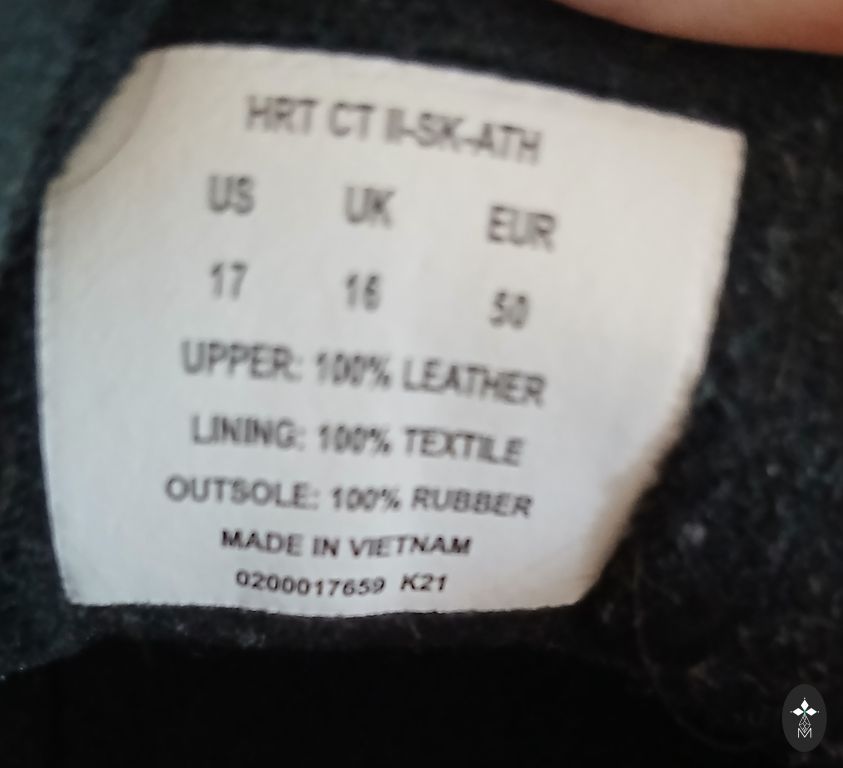 HRT CT II-SK-ATH
US UK EUR
17 16 50
UPPER: 100% LEATHER
LINING: 100% TEXTILE
OUTSOLE: 100% RUBBER
MADE IN VIETNAM
0200017659 K21
M